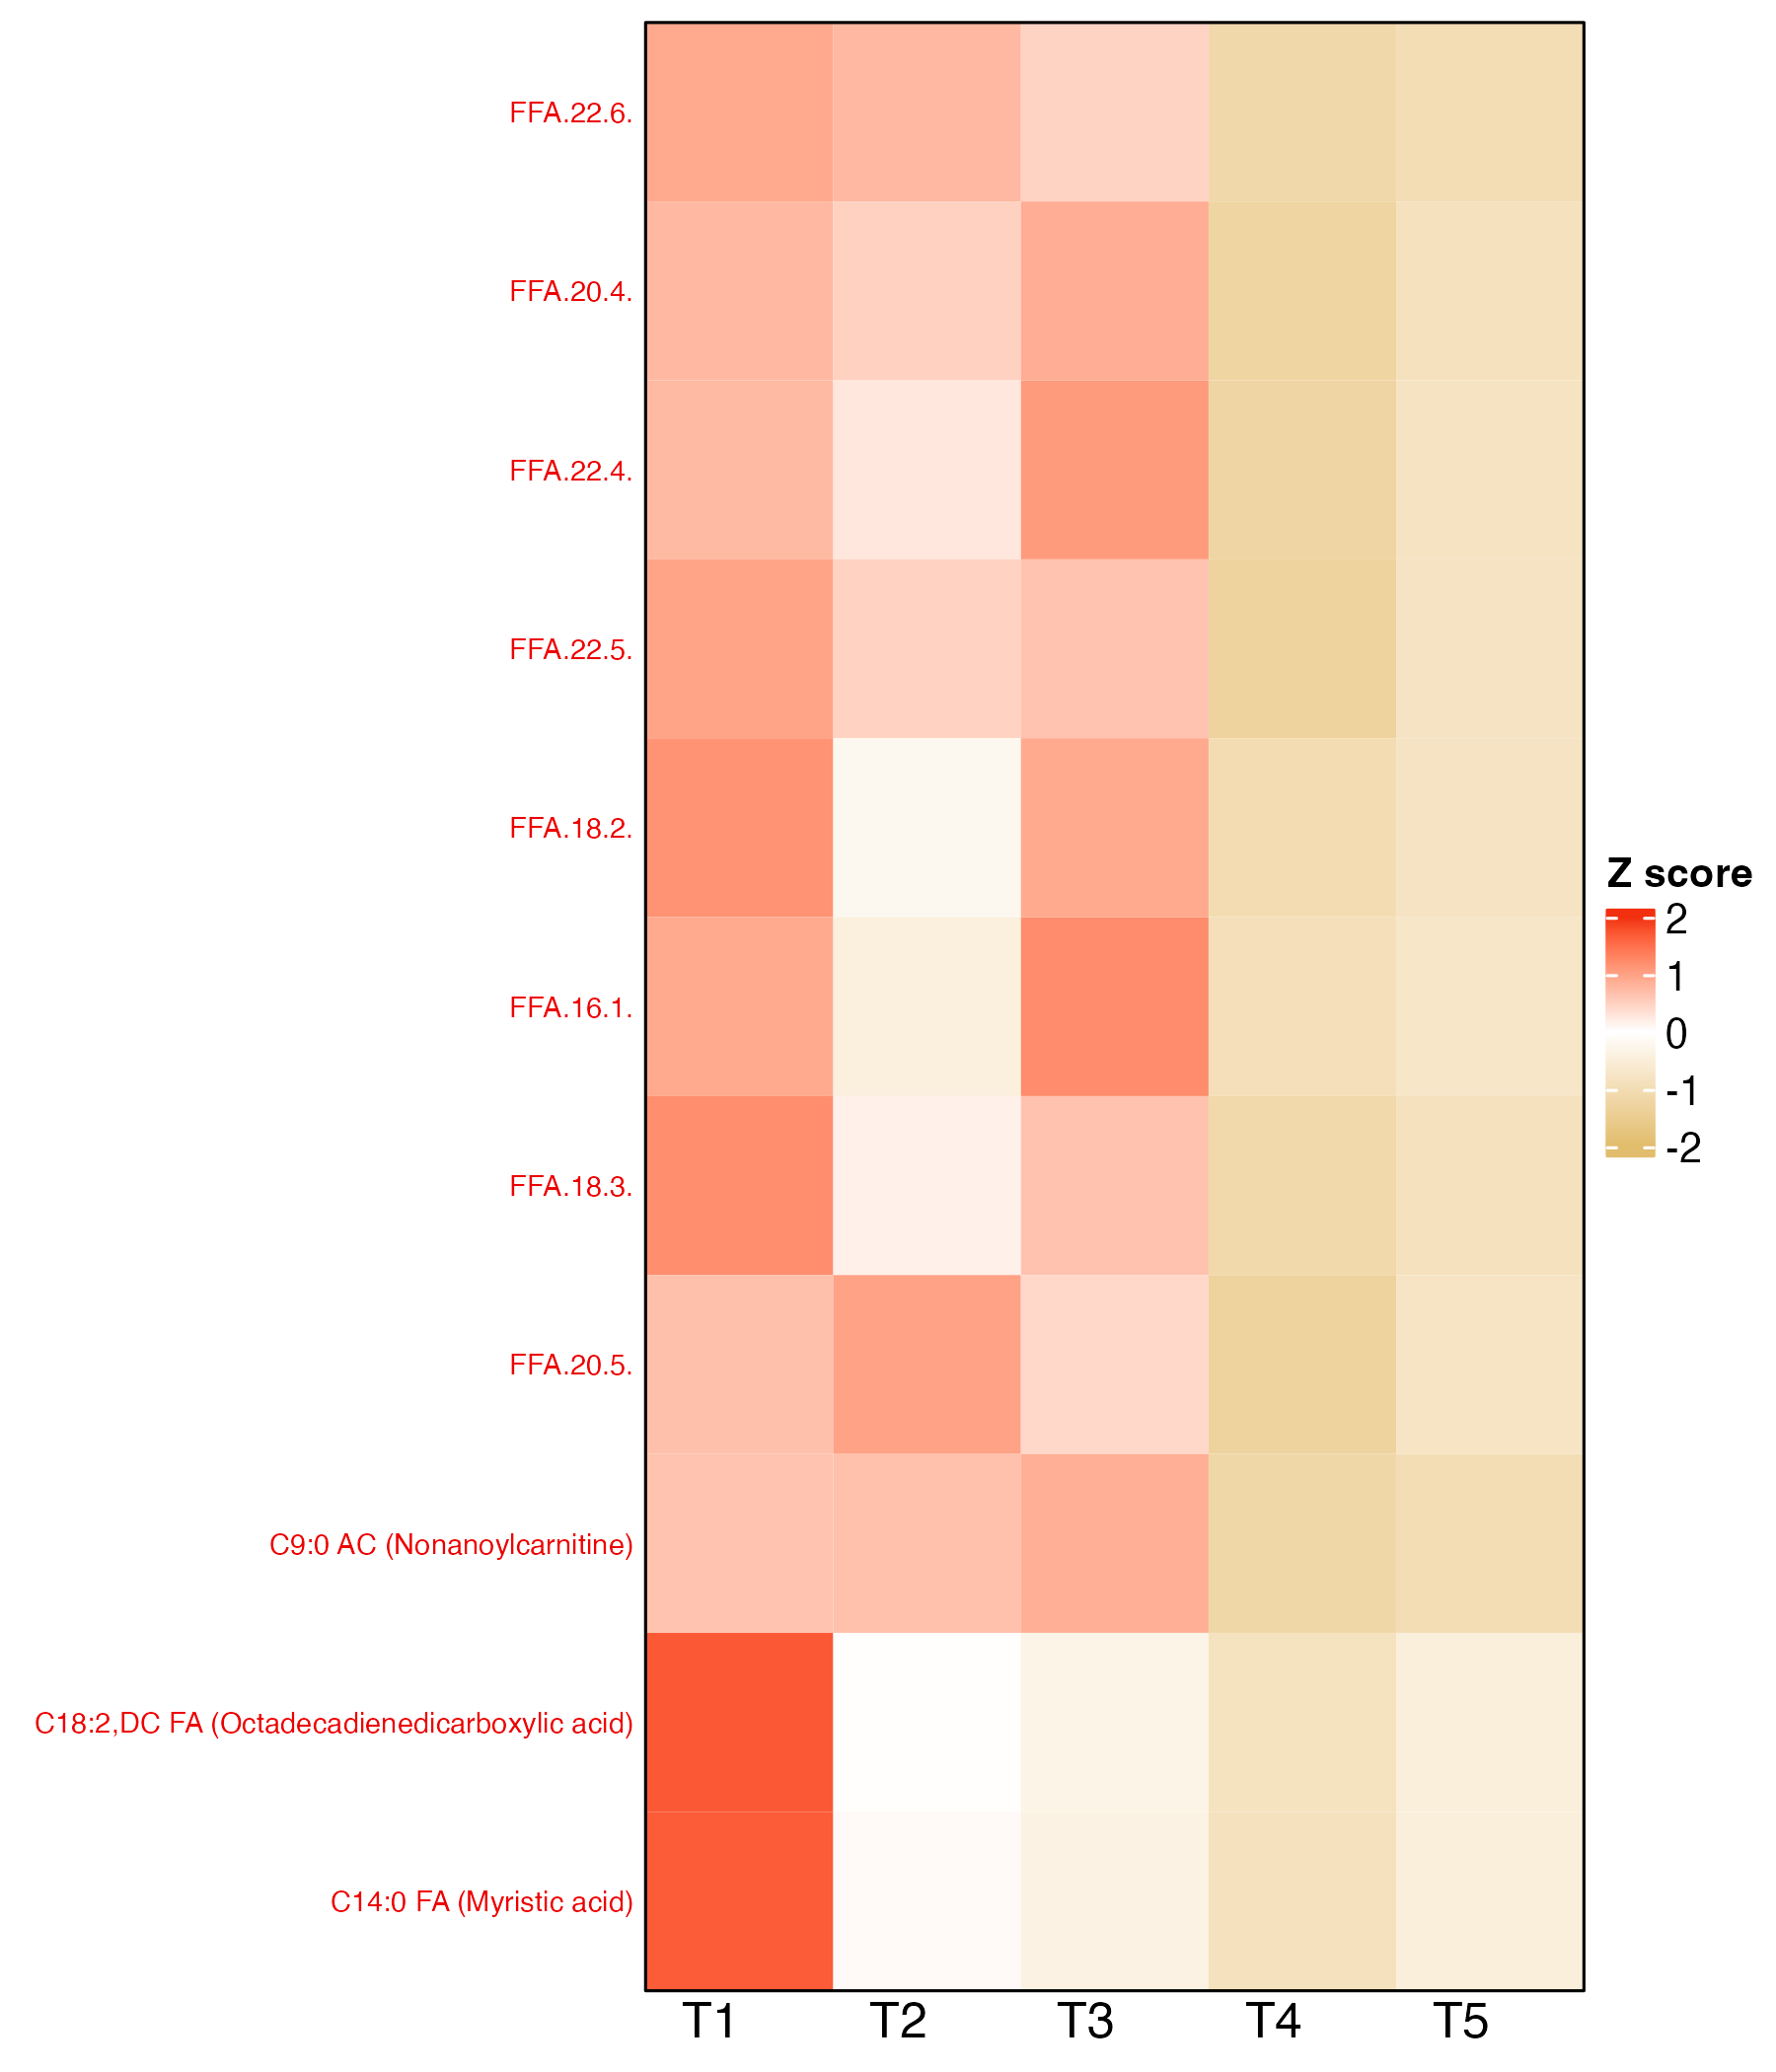 FFA.22.6.
FFA.20.4.
FFA.22.4.
FFA.22.5.
FFA.18.2.
FFA.16.1.
FFA.18.3.
FFA.20.5.
C9:0 AC (Nonanoylcarnitine)
C18:2,DC FA (Octadecadienedicarboxylic acid)
C14:0 FA (Myristic acid)
T1 T2 T3 T4 T5
Z score
2
1
0
-1
-2